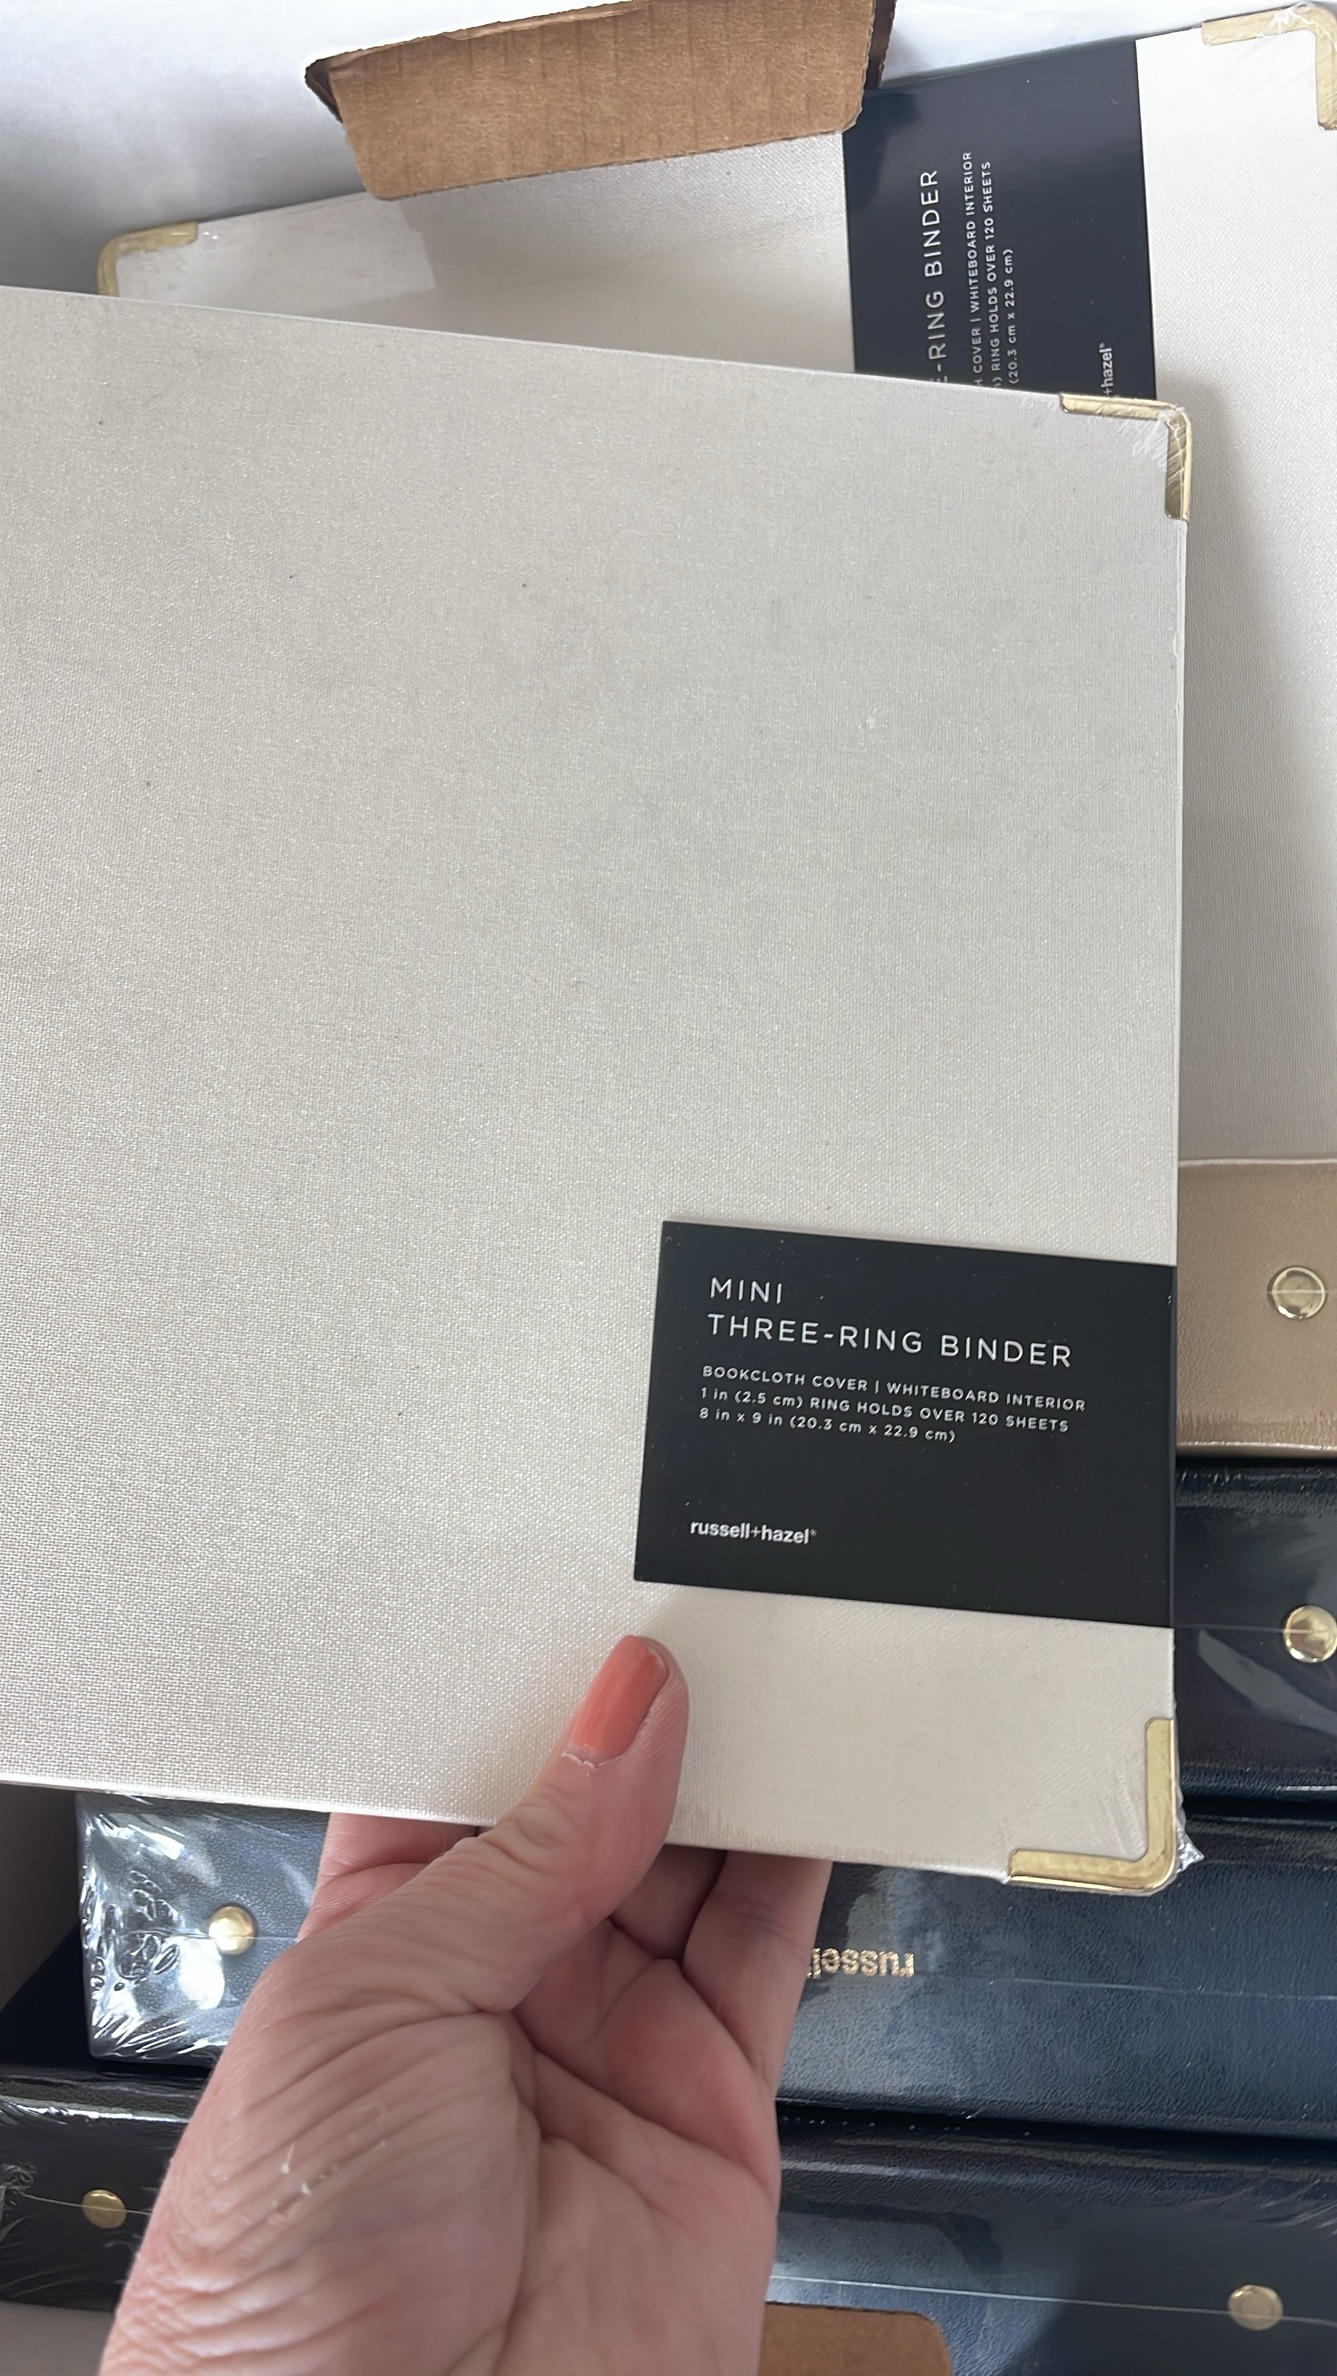 E-RING BINDER
H COVER | WHITEBOARD INTERIOR
) RING HOLDS OVER 120 SHEETS
(20.3 cm x 22.9 cm)
+hazel®
MINI
THREE-RING BINDER
BOOKCLOTH COVER | WHITEBOARD INTERIOR
1 in (2.5 cm) RING HOLDS OVER 120 SHEETS
8 in x 9 in (20.3 cm x 22.9 cm)
russell+hazel®
russell